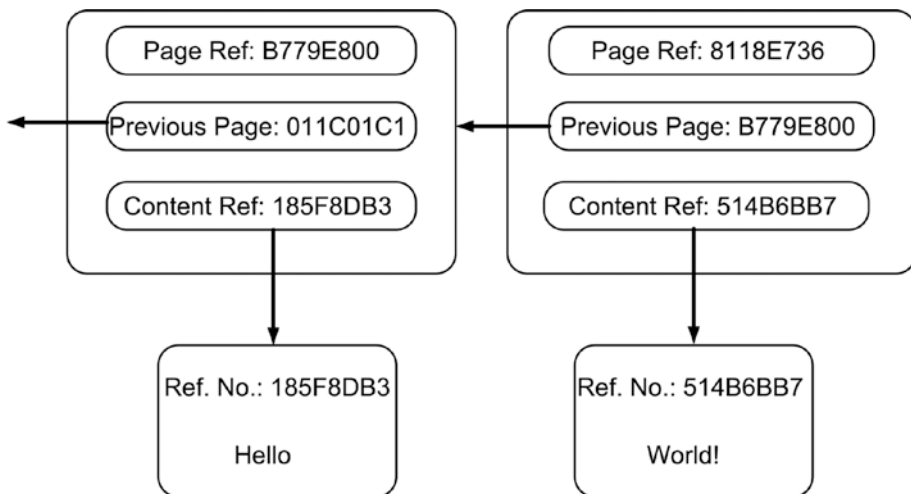 Page Ref: B779E800
Previous Page: 011C01C1
Content Ref: 185F8DB3
Ref. No.: 185F8DB3
Hello
Page Ref: 8118E736
Previous Page: B779E800
Content Ref: 514B6BB7
Ref. No.: 514B6BB7
World!